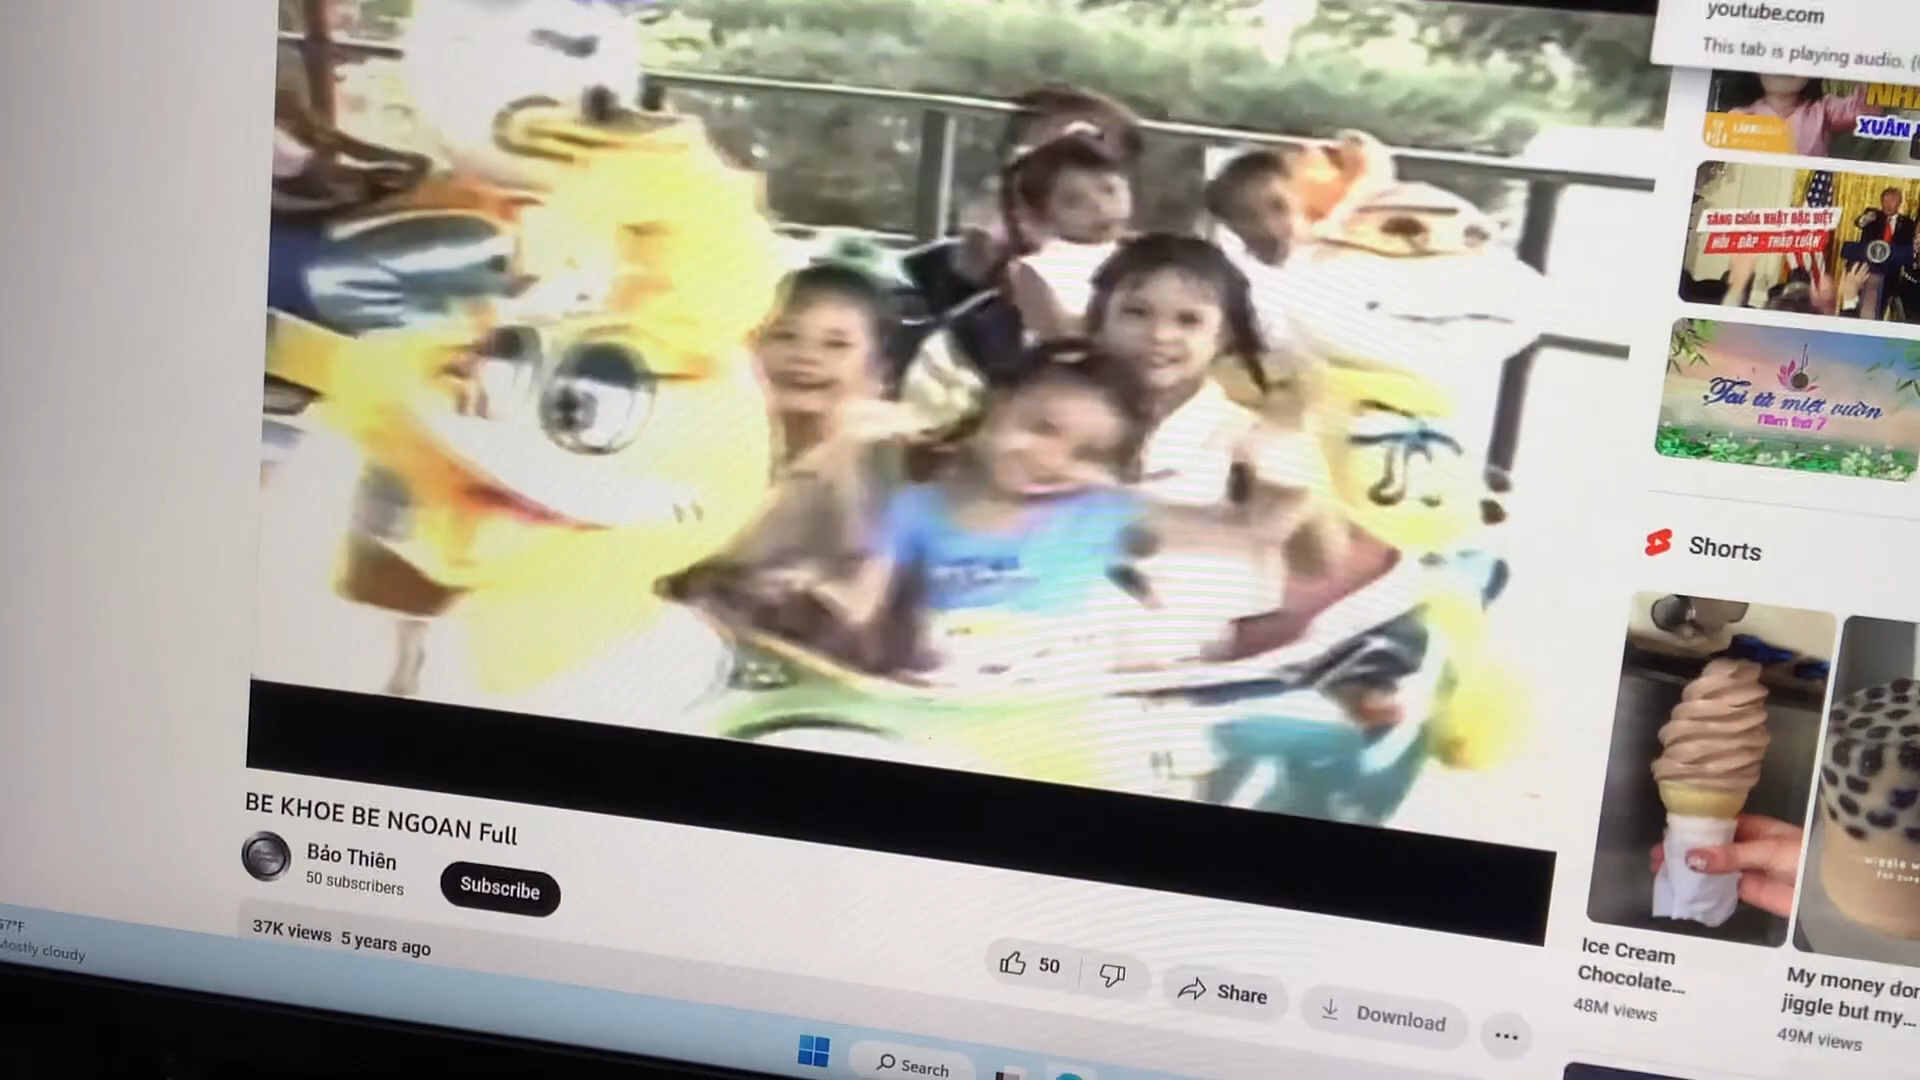 youtube.com
This tab is playing audio.
XUÂN
SÁNG CHÚA NHẬT ĐẶC BIỆT
HỎI - ĐÁP - THẢO LUẬN
Tài tử miệt vườn
Năm thứ 7
Shorts
BE KHOE BE NGOAN Full
Bảo Thiên
50 subscribers
Subscribe
37K views 5 years ago
50
Share
Download
Ice Cream
Chocolate...
48M views
My money don
jiggle but my...
49M views
Mostly cloudy
Search